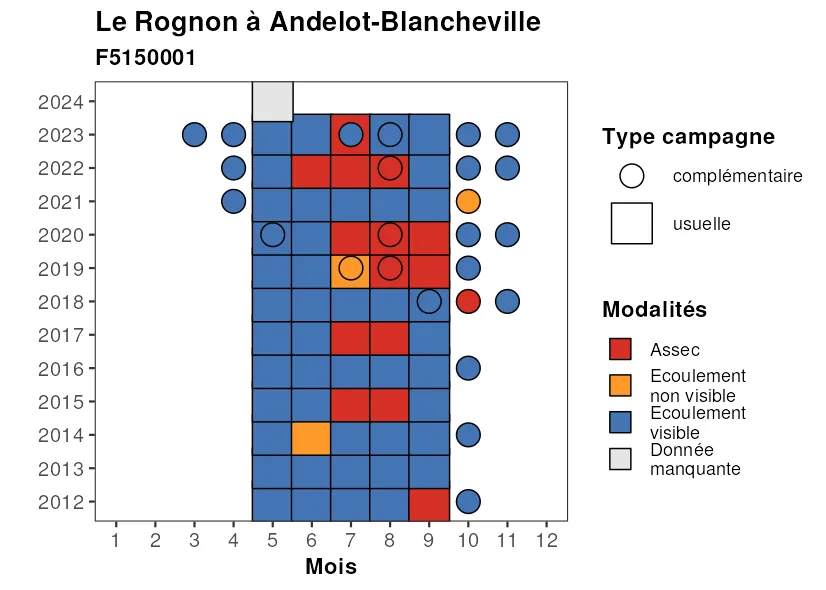 Le Rognon à Andelot-Blancheville
F5150001
2024
2023
2022
2021
2020
2019
2018
2017
2016
2015
2014
2013
2012
1 2 3 4 5 6 7 8 9 10 11 12
Mois
Type campagne
complémentaire
usuelle
Modalités
Assec
Ecoulement
non visible
Ecoulement
visible
Donnée
manquante